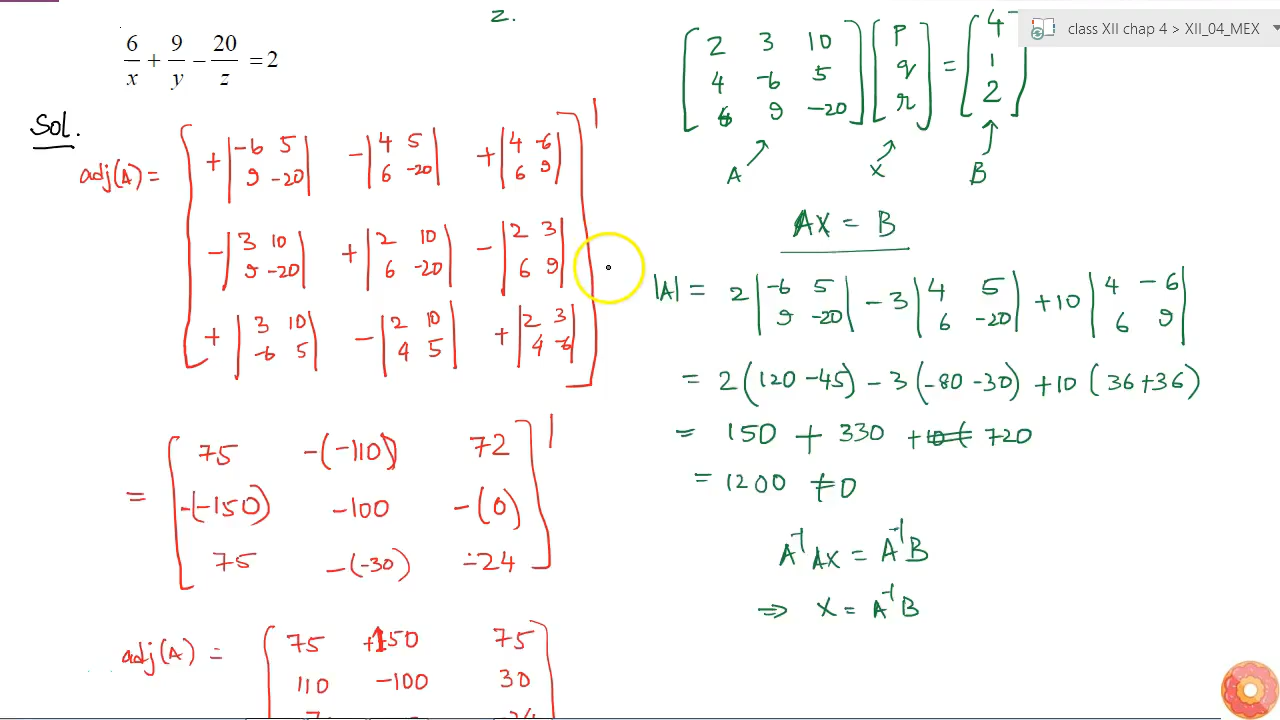 z.
6/x + 9/y − 20/z = 2
Sol.
adj(A) = [ +|-6 5| -|4 5| +|4 -6| ]'
|9 -20| |6 -20| |6 9|
-|3 10| +|2 10| -|2 3|
|9 -20| |6 -20| |6 9|
+|3 10| -|2 10| +|2 3|
|-6 5| |4 5| |4 -6|
= [ 75 -(-110) 72 ]'
-(-150) -100 -(0)
75 -(-30) -24
adj(A) = [ 75 +150 75 ]
110 -100 30
-24
class XII chap 4 > XII_04_MEX
[ 2 3 10 ] [ p ] = [ 4 ]
4 -6 5 q 1
6 9 -20 r 2
A X B
AX = B
|A| = 2 |-6 5| - 3 |4 5| + 10 |4 -6|
|9 -20| |6 -20| |6 9|
= 2(120 -45) - 3(-80 -30) + 10(36+36)
= 150 + 330 + 720
= 1200 ≠ 0
A⁻¹AX = A⁻¹B
⇒ X = A⁻¹B